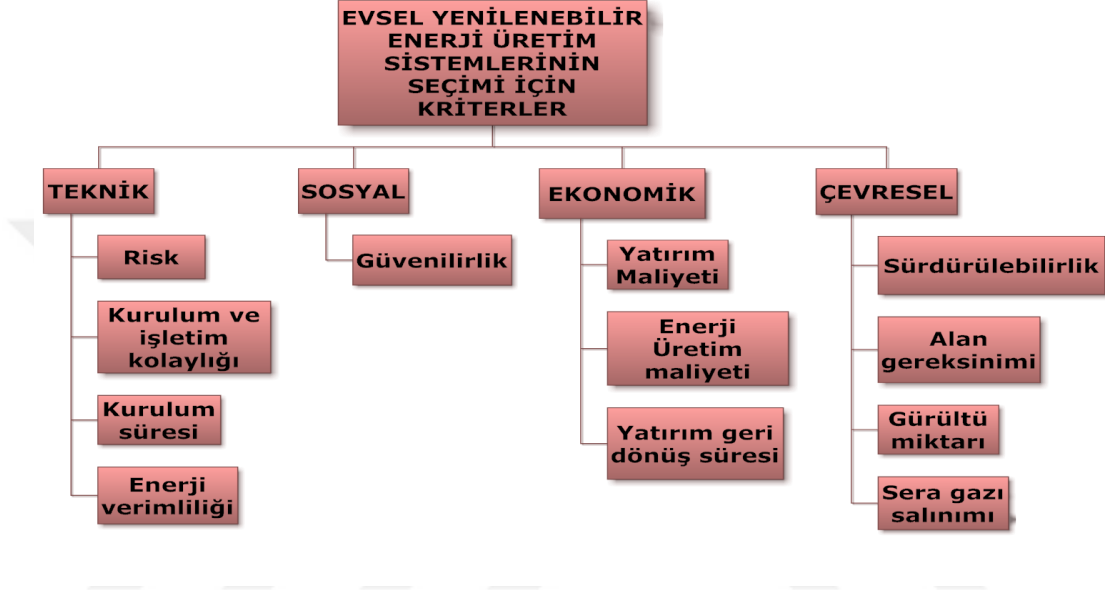 EVSEL YENİLENEBİLİR
ENERJİ ÜRETİM
SİSTEMLERİNİN
SEÇİMİ İÇİN
KRİTERLER
TEKNİK
Risk
Kurulum ve
işletim
kolaylığı
Kurulum
süresi
Enerji
verimliliği
SOSYAL
Güvenilirlik
EKONOMİK
Yatırım
Maliyeti
Enerji
Üretim
maliyeti
Yatırım geri
dönüş süresi
ÇEVRESEL
Sürdürülebilirlik
Alan
gereksinimi
Gürültü
miktarı
Sera gazı
salınımı